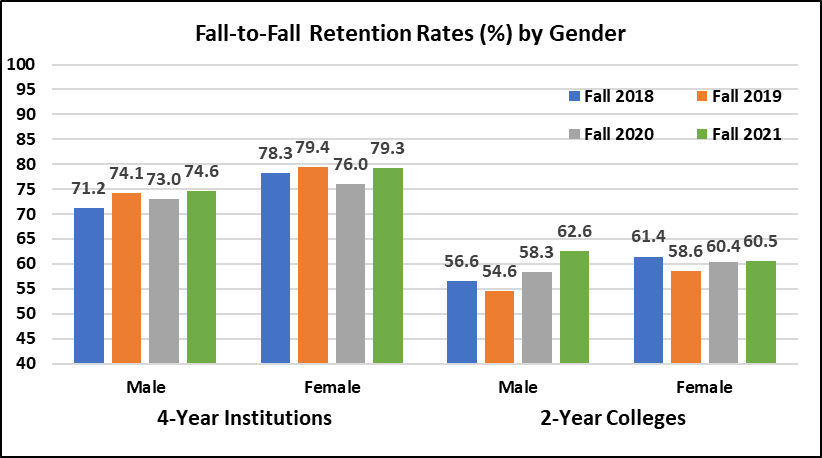 Fall-to-Fall Retention Rates (%) by Gender
100
95
90
85
80
75
70
65
60
55
50
45
40
Fall 2018 Fall 2019
Fall 2020 Fall 2021
71.2 74.1 73.0 74.6 78.3 79.4 76.0 79.3 56.6 54.6 58.3 62.6 61.4 58.6 60.4 60.5
Male Female Male Female
4-Year Institutions 2-Year Colleges